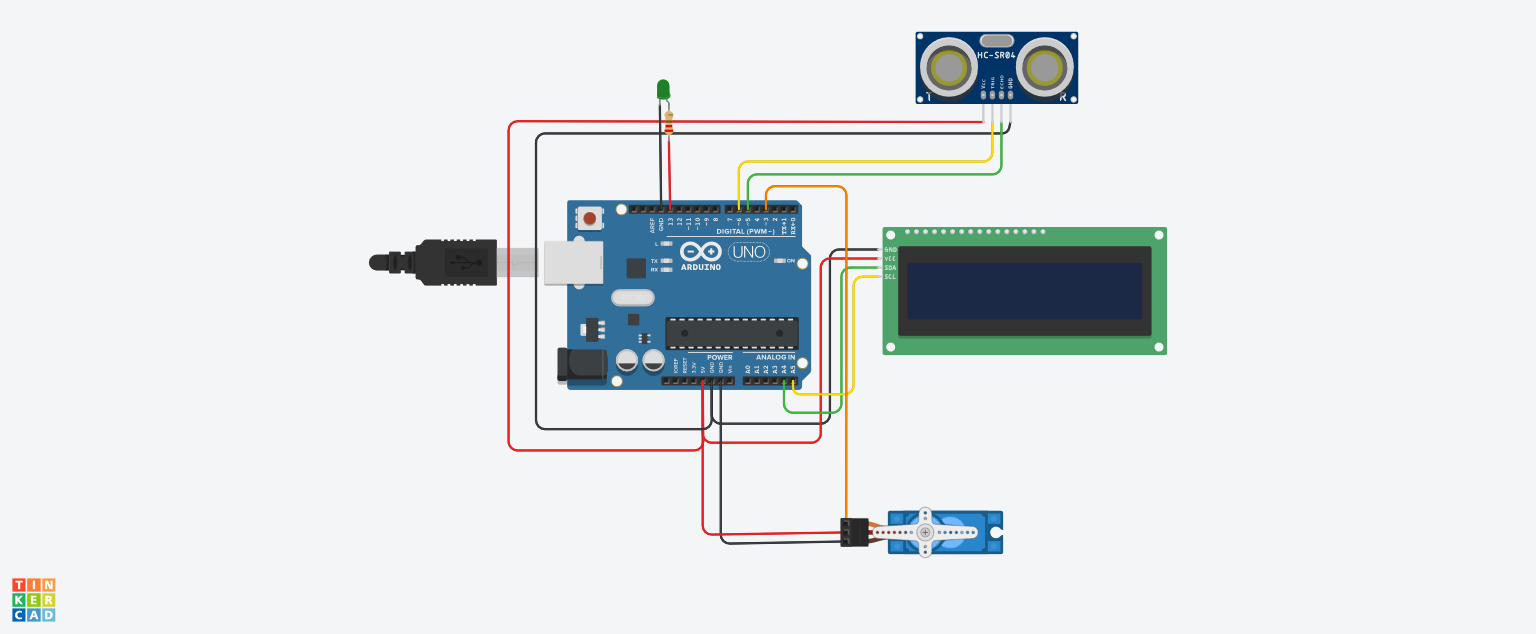 HC-SR04
VCC
TRIG
ECHO
GND
T
R
AREF
GND
13
12
~11
~10
~9
8
7
~6
~5
4
~3
2
TX→1
RX←0
DIGITAL (PWM~)
L
TX
RX
ARDUINO
UNO
ON
GND
VCC
SDA
SCL
POWER
ANALOG IN
IOREF
RESET
3.3V
5V
GND
GND
Vin
A0
A1
A2
A3
A4
A5
TIN
KER
CAD